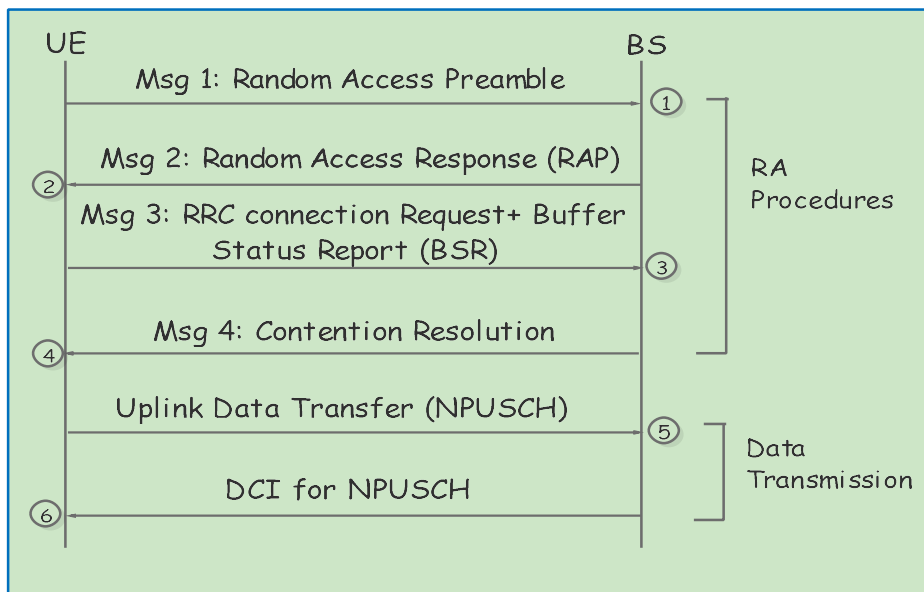 UE
BS
Msg 1: Random Access Preamble
1
Msg 2: Random Access Response (RAP)
2
RA
Procedures
Msg 3: RRC connection Request+ Buffer
Status Report (BSR)
3
Msg 4: Contention Resolution
4
Uplink Data Transfer (NPUSCH)
5
Data
Transmission
DCI for NPUSCH
6